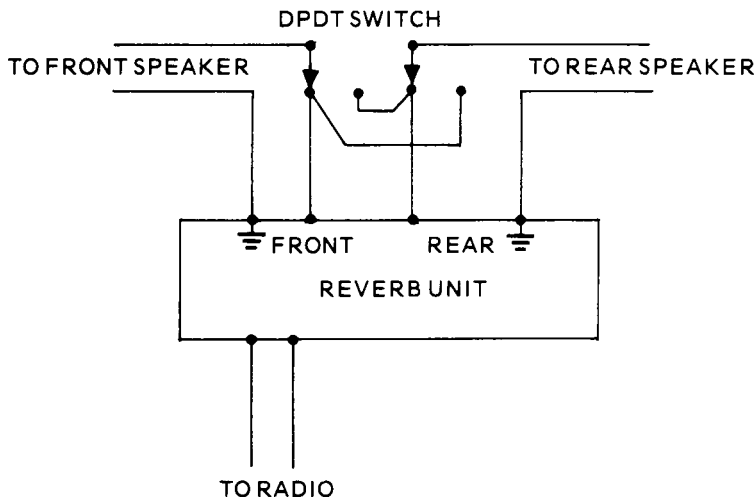 DPDT SWITCH
TO FRONT SPEAKER
TO REAR SPEAKER
FRONT
REAR
REVERB UNIT
TO RADIO